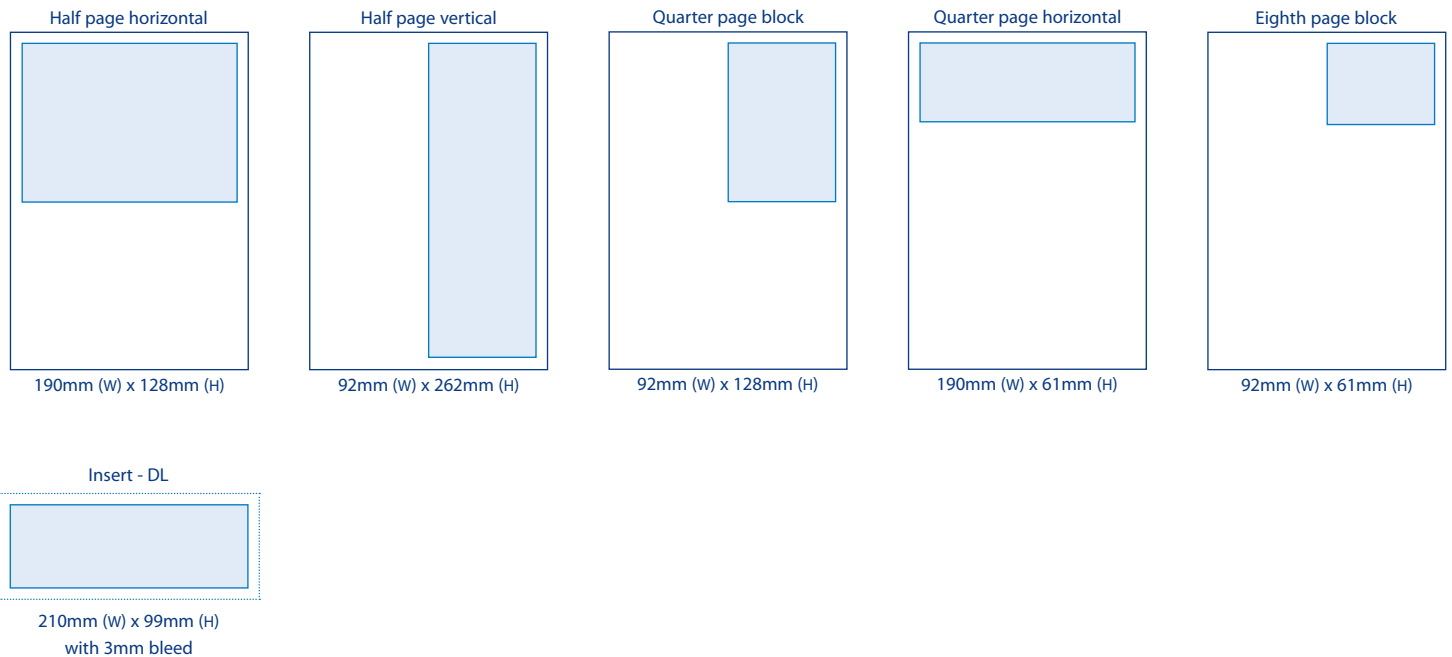 Half page horizontal
Half page vertical
Quarter page block
Quarter page horizontal
Eighth page block
190mm (W) x 128mm (H)
92mm (W) x 262mm (H)
92mm (W) x 128mm (H)
190mm (W) x 61mm (H)
92mm (W) x 61mm (H)
Insert - DL
210mm (W) x 99mm (H)
with 3mm bleed